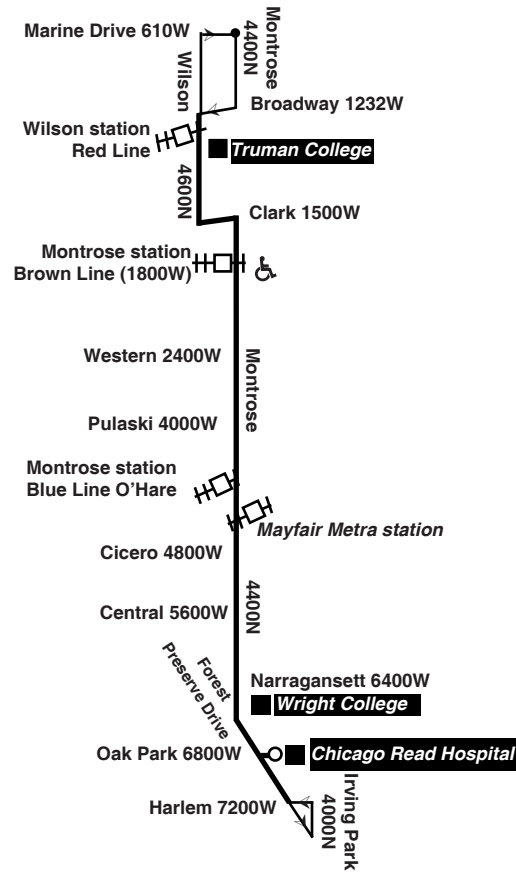 Marine Drive 610W
Montrose
4400N
Wilson
Broadway 1232W
Wilson station
Red Line
Truman College
4600N
Clark 1500W
Montrose station
Brown Line (1800W)
Western 2400W
Montrose
Pulaski 4000W
Montrose station
Blue Line O'Hare
Mayfair Metra station
Cicero 4800W
4400N
Central 5600W
Forest
Preserve Drive
Narragansett 6400W
Wright College
Oak Park 6800W
Chicago Read Hospital
Harlem 7200W
Irving Park
4000N